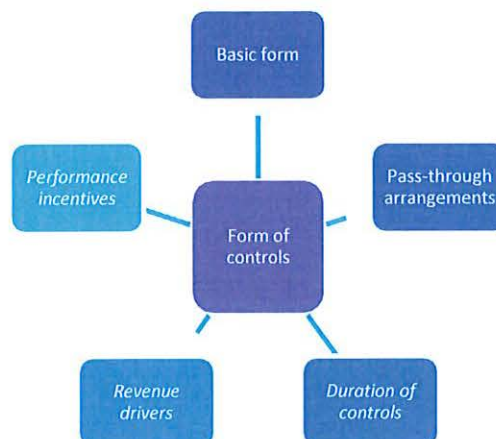 Basic form
Performance
incentives
Pass-through
arrangements
Form of
controls
Revenue
drivers
Duration of
controls